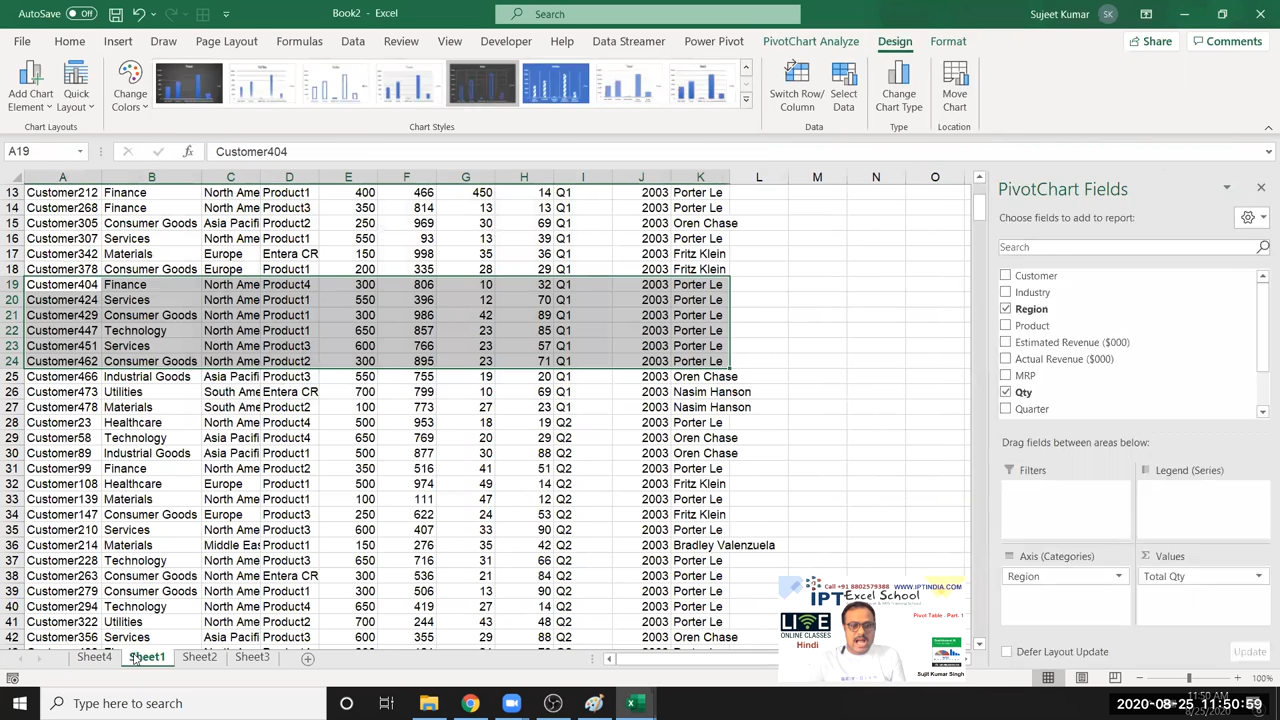 AutoSave Off Book2 - Excel Search Sujeet Kumar SK
File Home Insert Draw Page Layout Formulas Data Review View Developer Help Data Streamer Power Pivot PivotChart Analyze Design Format Share Comments
Add Chart Element Quick Layout Change Colors Switch Row/ Column Select Data Change Chart Type Move Chart
Chart Layouts Chart Styles Data Type Location
A19 fx Customer404
A B C D E F G H I J K L M N O
13 Customer212 Finance North Ame Product1 400 466 450 14 Q1 2003 Porter Le
14 Customer268 Finance North Ame Product3 350 814 13 13 Q1 2003 Porter Le
15 Customer305 Consumer Goods Asia Pacifi Product2 250 969 30 69 Q1 2003 Oren Chase
16 Customer307 Services North Ame Product1 550 93 13 39 Q1 2003 Porter Le
17 Customer342 Materials Europe Entera CR 150 998 35 36 Q1 2003 Fritz Klein
18 Customer378 Consumer Goods Europe Product1 200 335 28 29 Q1 2003 Fritz Klein
19 Customer404 Finance North Ame Product4 300 806 10 32 Q1 2003 Porter Le
20 Customer424 Services North Ame Product1 550 396 12 70 Q1 2003 Porter Le
21 Customer429 Consumer Goods North Ame Product1 300 986 42 89 Q1 2003 Porter Le
22 Customer447 Technology North Ame Product1 650 857 23 85 Q1 2003 Porter Le
23 Customer451 Services North Ame Product3 600 766 23 57 Q1 2003 Porter Le
24 Customer462 Consumer Goods North Ame Product2 300 895 23 71 Q1 2003 Porter Le
25 Customer466 Industrial Goods Asia Pacifi Product3 550 755 19 20 Q1 2003 Oren Chase
26 Customer473 Utilities South Ame Entera CR 700 799 10 69 Q1 2003 Nasim Hanson
27 Customer478 Materials South Ame Product2 100 773 27 23 Q1 2003 Nasim Hanson
28 Customer23 Healthcare North Ame Product4 500 953 18 19 Q2 2003 Porter Le
29 Customer58 Technology Asia Pacifi Product4 650 769 20 29 Q2 2003 Oren Chase
30 Customer89 Industrial Goods Asia Pacifi Product4 500 877 30 88 Q2 2003 Oren Chase
31 Customer99 Finance North Ame Product2 350 516 41 51 Q2 2003 Porter Le
32 Customer108 Healthcare Europe Product4 500 974 49 14 Q2 2003 Fritz Klein
33 Customer139 Materials North Ame Product1 100 111 47 12 Q2 2003 Porter Le
34 Customer147 Consumer Goods Europe Product3 250 622 24 53 Q2 2003 Fritz Klein
35 Customer210 Services North Ame Product4 600 407 33 90 Q2 2003 Porter Le
36 Customer214 Materials Middle Eas Product1 150 276 35 42 Q2 2003 Bradley Valenzuela
37 Customer228 Technology North Ame Product3 650 716 31 66 Q2 2003 Porter Le
38 Customer263 Consumer Goods North Ame Entera CR 300 536 21 84 Q2 2003 Porter Le
39 Customer279 Consumer Goods North Ame Product4 300 506 13 90 Q2 2003 Porter Le
40 Customer294 Technology North Ame Product2 650 419 27 14 Q2 2003 Porter Le
41 Utilities North Ame Product3 700 244 43 48 Q2 2003 Porter Le
42 Services Asia Pacifi Product3 600 355 29 88 Q2 2003 Oren Chase
Sheet4 Sheet1 Sheet2
PivotChart Fields
Choose fields to add to report:
Search
Customer
Industry
Region
Product
Estimated Revenue ($000)
Actual Revenue ($000)
MRP
Qty
Quarter
Drag fields between areas below:
Filters Legend (Series)
Axis (Categories) Values
Region Total Qty
Defer Layout Update Update
Call +91 8802579388 WWW.IPTINDIA.COM
IPT Excel School
Pivot Table - Part. 1
LIVE
ONLINE CLASSES
Hindi
Sujit Kumar Singh
100%
Type here to search
11:50 AM
2020-08-25 11:50:59
8/25/2020